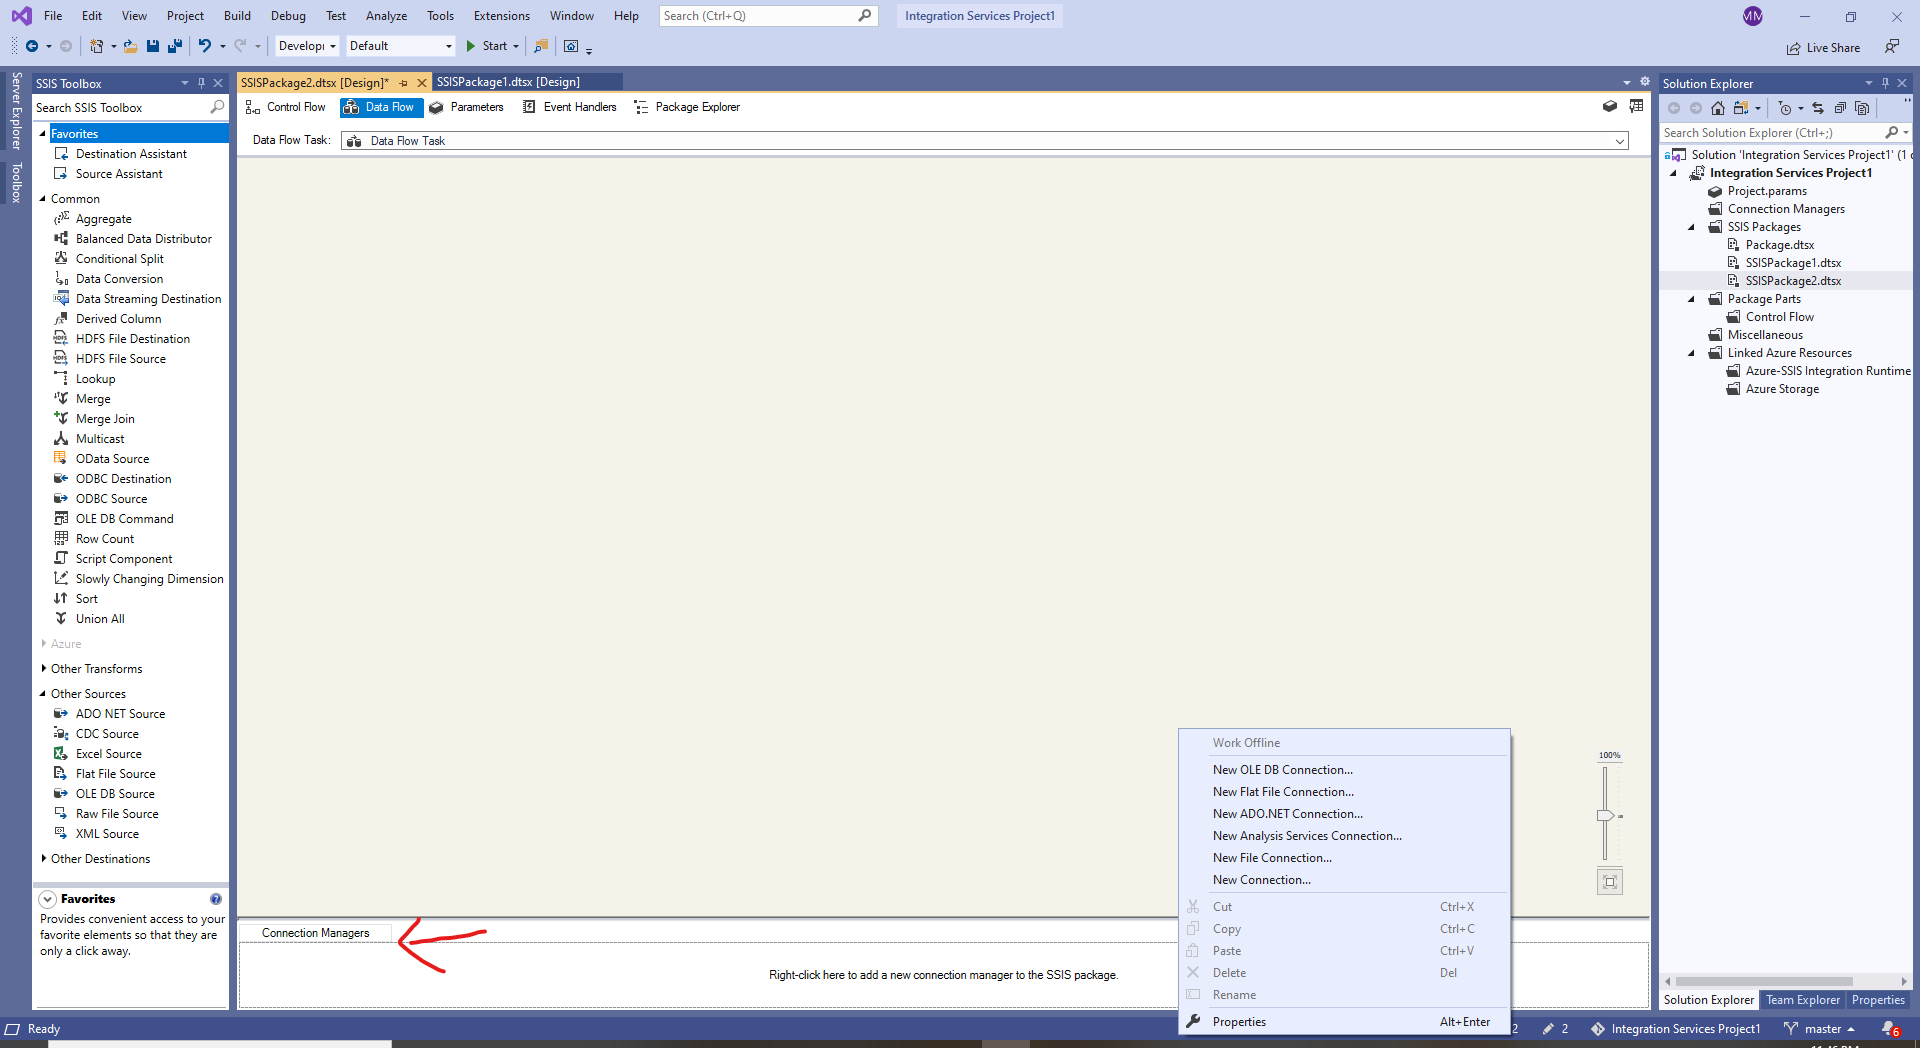 File Edit View Project Build Debug Test Analyze Tools Extensions Window Help Search (Ctrl+Q) Integration Services Project1 MM
Developi Default Start Live Share
Server Explorer
Toolbox
SSIS Toolbox
Search SSIS Toolbox
Favorites
Destination Assistant
Source Assistant
Common
Aggregate
Balanced Data Distributor
Conditional Split
Data Conversion
Data Streaming Destination
Derived Column
HDFS File Destination
HDFS File Source
Lookup
Merge
Merge Join
Multicast
OData Source
ODBC Destination
ODBC Source
OLE DB Command
Row Count
Script Component
Slowly Changing Dimension
Sort
Union All
Azure
Other Transforms
Other Sources
ADO NET Source
CDC Source
Excel Source
Flat File Source
OLE DB Source
Raw File Source
XML Source
Other Destinations
Favorites
Provides convenient access to your
favorite elements so that they are
only a click away.
SSISPackage2.dtsx [Design]* SSISPackage1.dtsx [Design]
Control Flow Data Flow Parameters Event Handlers Package Explorer
Data Flow Task: Data Flow Task
100%
Work Offline
New OLE DB Connection...
New Flat File Connection...
New ADO.NET Connection...
New Analysis Services Connection...
New File Connection...
New Connection...
Cut Ctrl+X
Copy Ctrl+C
Paste Ctrl+V
Delete Del
Rename
Properties Alt+Enter
Connection Managers
Right-click here to add a new connection manager to the SSIS package.
Solution Explorer
Search Solution Explorer (Ctrl+;)
Solution 'Integration Services Project1' (1
Integration Services Project1
Project.params
Connection Managers
SSIS Packages
Package.dtsx
SSISPackage1.dtsx
SSISPackage2.dtsx
Package Parts
Control Flow
Miscellaneous
Linked Azure Resources
Azure-SSIS Integration Runtime
Azure Storage
Solution Explorer Team Explorer Properties
Ready 2 2 Integration Services Project1 master 6